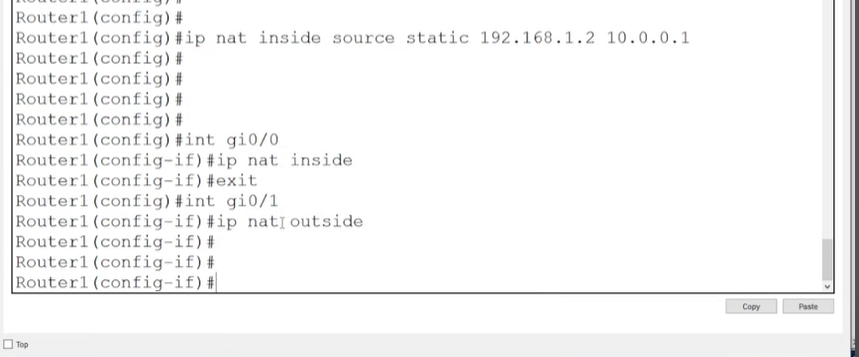 Router1(config)#
Router1(config)#ip nat inside source static 192.168.1.2 10.0.0.1
Router1(config)#
Router1(config)#
Router1(config)#
Router1(config)#
Router1(config)#int gi0/0
Router1(config-if)#ip nat inside
Router1(config-if)#exit
Router1(config)#int gi0/1
Router1(config-if)#ip nat outside
Router1(config-if)#
Router1(config-if)#
Router1(config-if)#
Copy Paste
Top